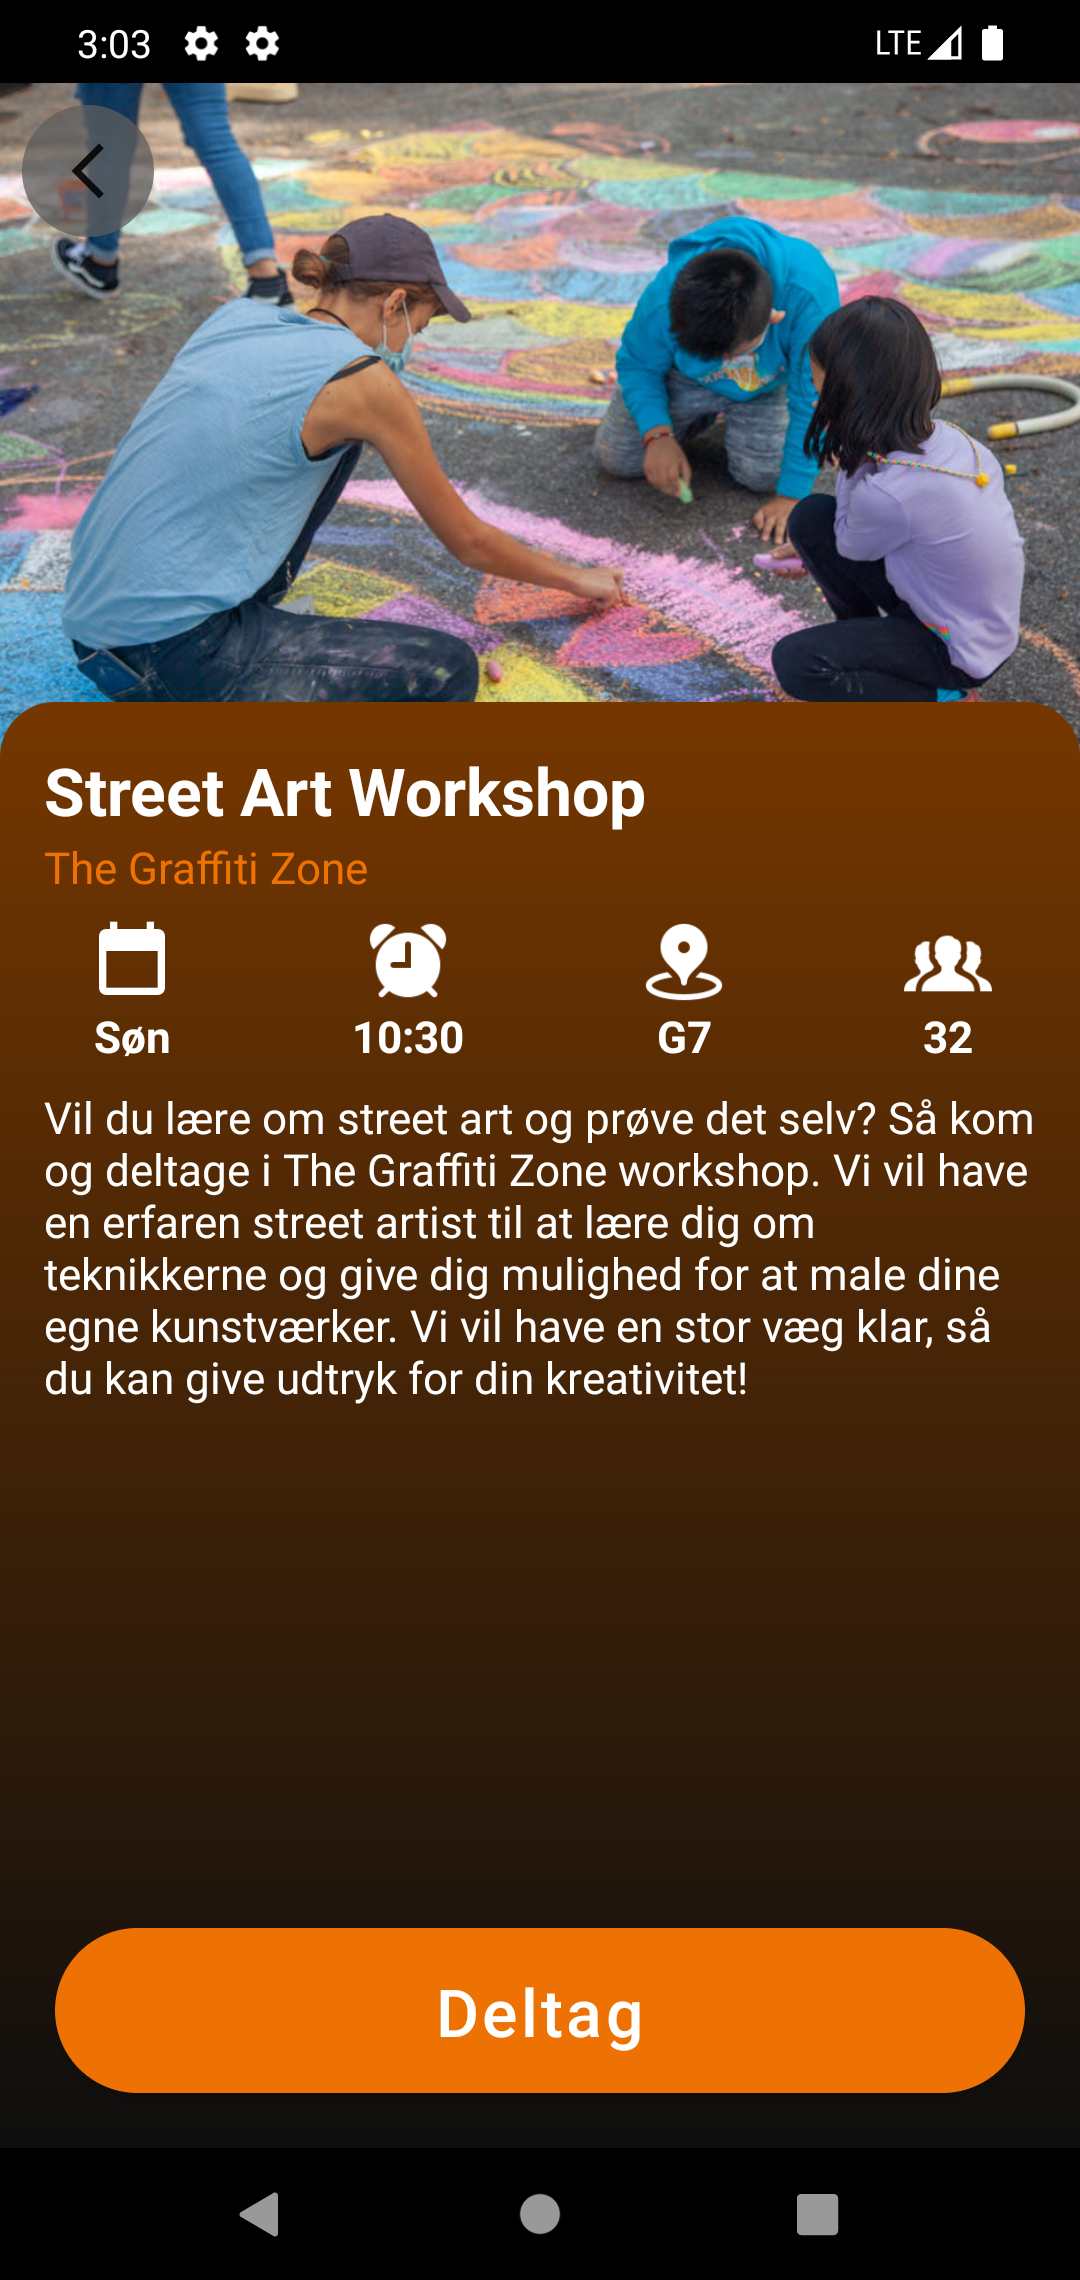 3:03
LTE
Street Art Workshop
The Graffiti Zone
Søn 10:30 G7 32
Vil du lære om street art og prøve det selv? Så kom
og deltage i The Graffiti Zone workshop. Vi vil have
en erfaren street artist til at lære dig om
teknikkerne og give dig mulighed for at male dine
egne kunstværker. Vi vil have en stor væg klar, så
du kan give udtryk for din kreativitet!
Deltag